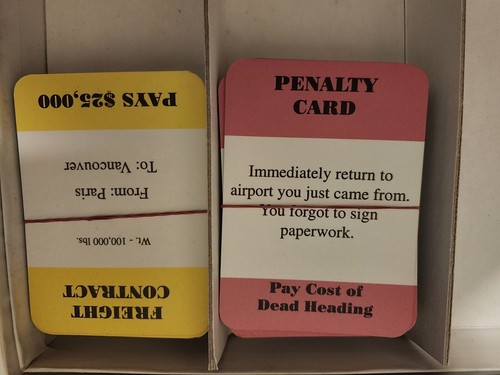 FREIGHT
CONTRACT
Wt. - 100,000 lbs.
From: Paris
To: Vancouver
PAYS $25,000
PENALTY
CARD
Immediately return to
airport you just came from.
You forgot to sign
paperwork.
Pay Cost of
Dead Heading